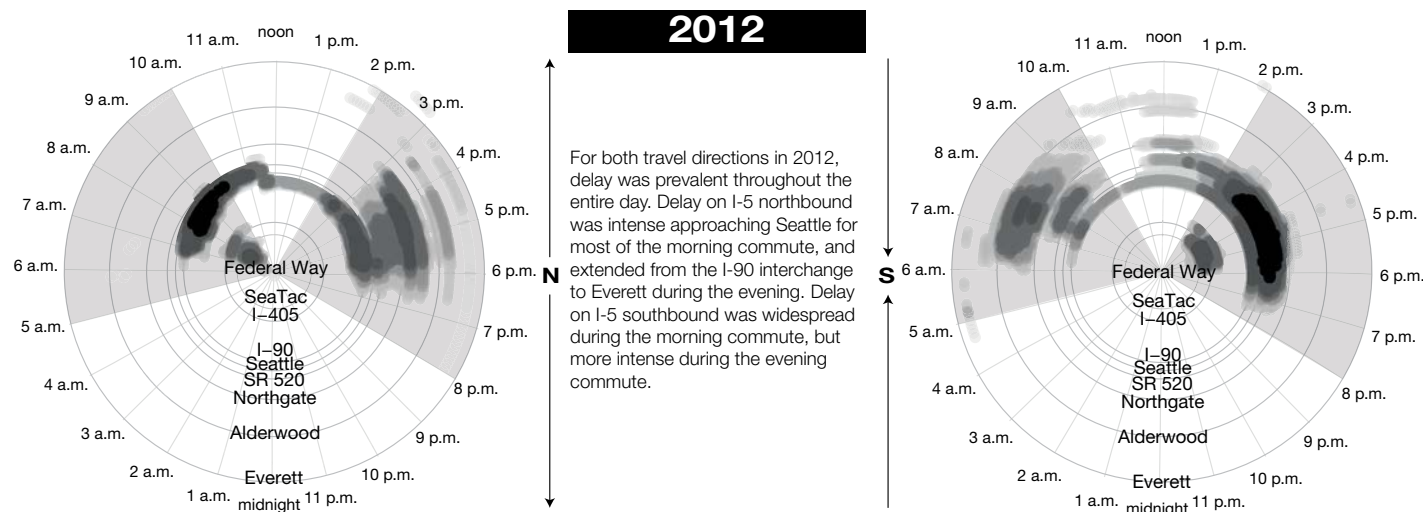 2012
noon
11 a.m.
1 p.m.
10 a.m.
2 p.m.
9 a.m.
3 p.m.
8 a.m.
4 p.m.
7 a.m.
5 p.m.
6 a.m.
6 p.m.
5 a.m.
7 p.m.
4 a.m.
8 p.m.
3 a.m.
9 p.m.
2 a.m.
10 p.m.
1 a.m.
11 p.m.
midnight
Federal Way
SeaTac
I–405
I–90
Seattle
SR 520
Northgate
Alderwood
Everett
N
For both travel directions in 2012,
delay was prevalent throughout the
entire day. Delay on I-5 northbound
was intense approaching Seattle for
most of the morning commute, and
extended from the I-90 interchange
to Everett during the evening. Delay
on I-5 southbound was widespread
during the morning commute, but
more intense during the evening
commute.
S
noon
11 a.m.
1 p.m.
10 a.m.
2 p.m.
9 a.m.
3 p.m.
8 a.m.
4 p.m.
7 a.m.
5 p.m.
6 a.m.
6 p.m.
5 a.m.
7 p.m.
4 a.m.
8 p.m.
3 a.m.
9 p.m.
2 a.m.
10 p.m.
1 a.m.
11 p.m.
midnight
Federal Way
SeaTac
I–405
I–90
Seattle
SR 520
Northgate
Alderwood
Everett